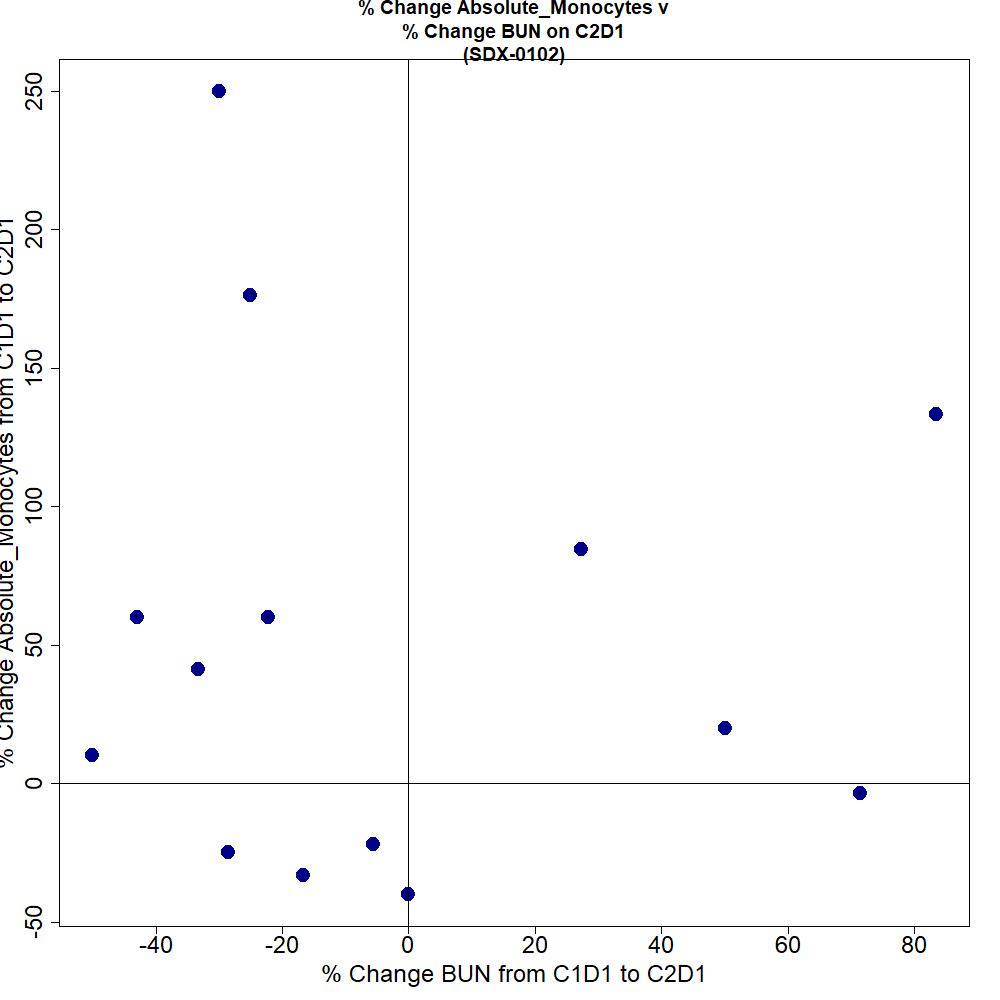 % Change Absolute_Monocytes v
% Change BUN on C2D1
(SDX-0102)
% Change Absolute_Monocytes from C1D1 to C2D1
250
200
150
100
50
0
-50
-40
-20
0
20
40
60
80
% Change BUN from C1D1 to C2D1